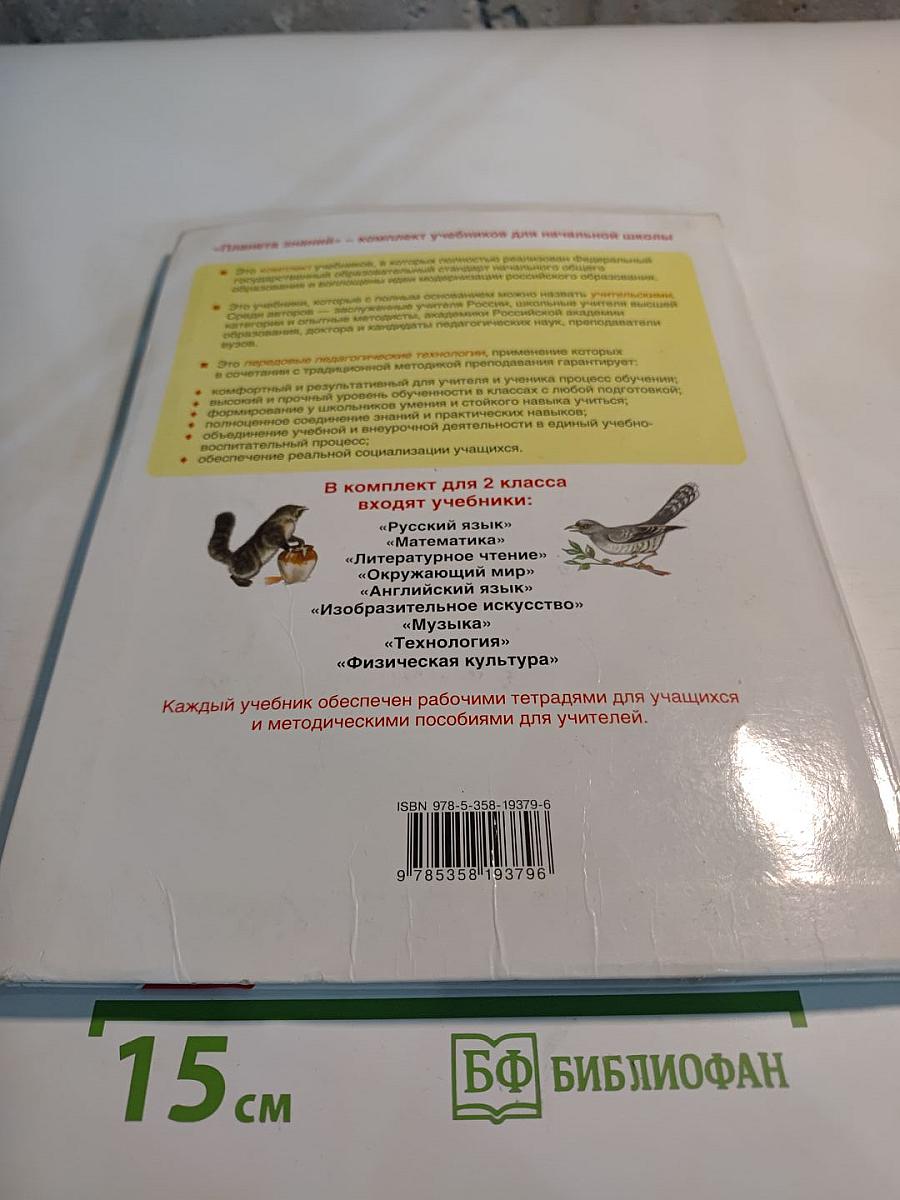 «Планета знаний» – комплект учебников для начальной школы
Это комплект учебников, в которых полностью реализован Федеральный
государственный образовательный стандарт начального общего
образования и воплощены идеи модернизации российского образования.
Это учебники, которые с полным основанием можно назвать учительскими.
Среди авторов — заслуженные учителя России, школьные учителя высшей
категории и опытные методисты, академики Российской академии
образования, доктора и кандидаты педагогических наук, преподаватели
вузов.
Это передовые педагогические технологии, применение которых
в сочетании с традиционной методикой преподавания гарантирует:
комфортный и результативный для учителя и ученика процесс обучения;
высокий и прочный уровень обученности в классах с любой подготовкой;
формирование у школьников умения и стойкого навыка учиться;
полноценное соединение знаний и практических навыков;
объединение учебной и внеурочной деятельности в единый учебно-
воспитательный процесс;
обеспечение реальной социализации учащихся.
В комплект для 2 класса
входят учебники:
«Русский язык»
«Математика»
«Литературное чтение»
«Окружающий мир»
«Английский язык»
«Изобразительное искусство»
«Музыка»
«Технология»
«Физическая культура»
Каждый учебник обеспечен рабочими тетрадями для учащихся
и методическими пособиями для учителей.
ISBN 978-5-358-19379-6
9 785358 193796
15 см
БФ БИБЛИОФАН